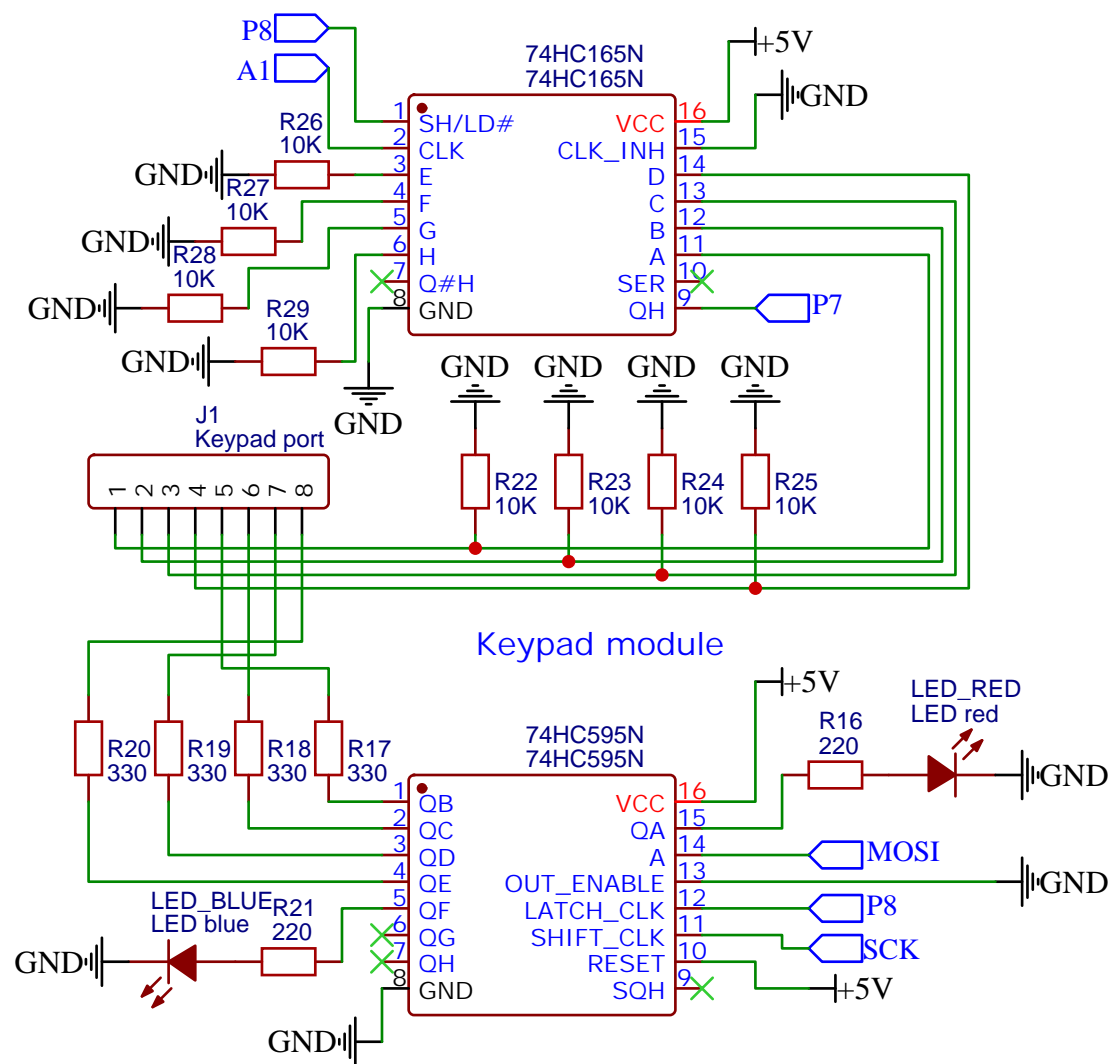 P8
A1
74HC165N
74HC165N
+5V
GND
1 SH/LD#
2 CLK
3 E
4 F
5 G
6 H
7 Q#H
8 GND
VCC 16
CLK_INH 15
D 14
C 13
B 12
A 11
SER 10
QH 9
P7
R26
10K
GND
R27
10K
GND
R28
10K
GND
R29
10K
GND
GND
GND
GND
GND
GND
R22
10K
R23
10K
R24
10K
R25
10K
J1
Keypad port
1 2 3 4 5 6 7 8
Keypad module
R20
330
R19
330
R18
330
R17
330
74HC595N
74HC595N
+5V
1 QB
2 QC
3 QD
4 QE
5 QF
6 QG
7 QH
8 GND
VCC 16
QA 15
A 14
OUT_ENABLE 13
LATCH_CLK 12
SHIFT_CLK 11
RESET 10
SQH 9
R16
220
LED_RED
LED red
GND
MOSI
GND
P8
SCK
+5V
LED_BLUE
LED blue
R21
220
GND
GND